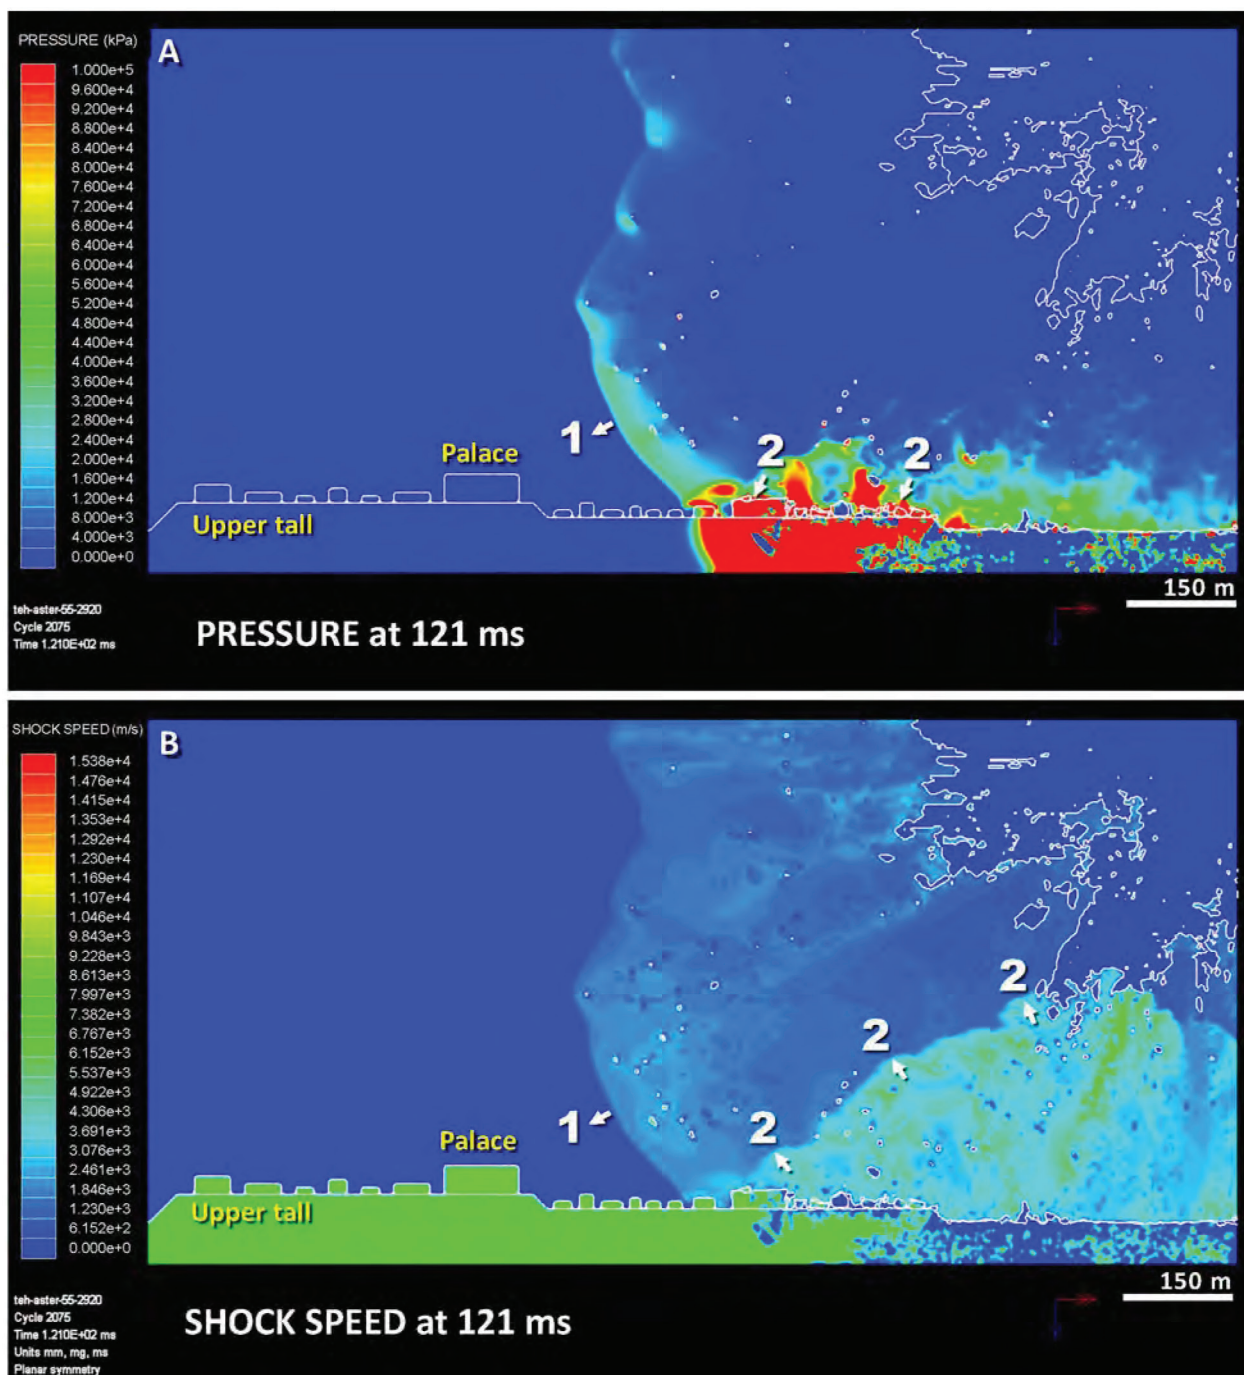 PRESSURE (kPa)
A
1.000e+5
9.600e+4
9.200e+4
8.800e+4
8.400e+4
8.000e+4
7.600e+4
7.200e+4
6.800e+4
6.400e+4
6.000e+4
5.600e+4
5.200e+4
4.800e+4
4.400e+4
4.000e+4
3.600e+4
3.200e+4
2.800e+4
2.400e+4
2.000e+4
1.600e+4
1.200e+4
8.000e+3
4.000e+3
0.000e+0
1
2
2
Palace
Upper tall
150 m
teh-aster-55-2920
Cycle 2075
Time 1.210E+02 ms
PRESSURE at 121 ms
SHOCK SPEED (m/s)
B
1.538e+4
1.476e+4
1.415e+4
1.353e+4
1.292e+4
1.230e+4
1.169e+4
1.107e+4
1.046e+4
9.843e+3
9.228e+3
8.613e+3
7.997e+3
7.382e+3
6.767e+3
6.152e+3
5.537e+3
4.922e+3
4.306e+3
3.691e+3
3.076e+3
2.461e+3
1.846e+3
1.230e+3
6.152e+2
0.000e+0
2
2
1
2
Palace
Upper tall
150 m
teh-aster-55-2920
Cycle 2075
Time 1.210E+02 ms
Units mm, mg, ms
Planar symmetry
SHOCK SPEED at 121 ms